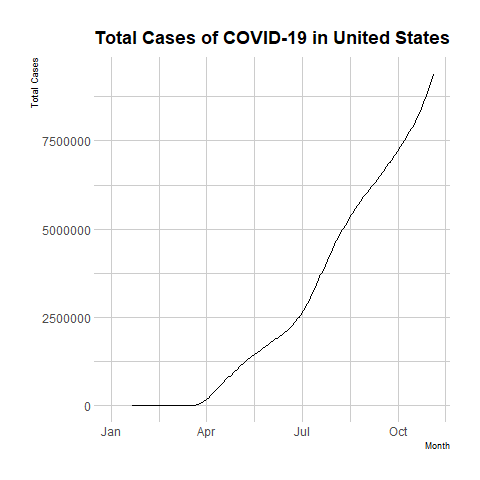 Total Cases of COVID-19 in United States
Total Cases
7500000
5000000
2500000
0
Jan Apr Jul Oct
Month